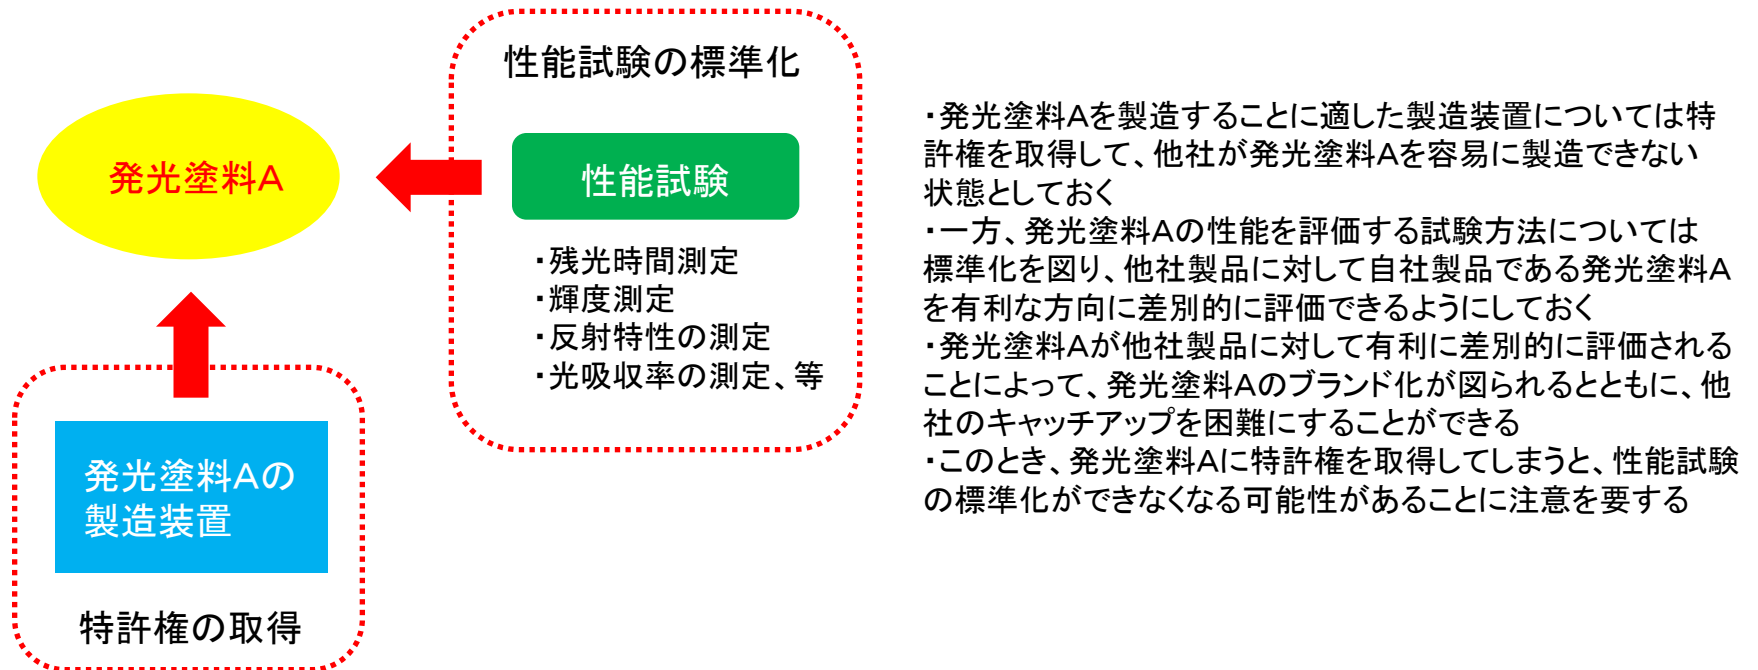 性能試験の標準化
発光塗料A
性能試験
・残光時間測定
・輝度測定
・反射特性の測定
・光吸収率の測定、等
発光塗料Aの
製造装置
特許権の取得
・発光塗料Aを製造することに適した製造装置については特
許権を取得して、他社が発光塗料Aを容易に製造できない
状態としておく
・一方、発光塗料Aの性能を評価する試験方法については
標準化を図り、他社製品に対して自社製品である発光塗料A
を有利な方向に差別的に評価できるようにしておく
・発光塗料Aが他社製品に対して有利に差別的に評価される
ことによって、発光塗料Aのブランド化が図られるとともに、他
社のキャッチアップを困難にすることができる
・このとき、発光塗料Aに特許権を取得してしまうと、性能試験
の標準化ができなくなる可能性があることに注意を要する